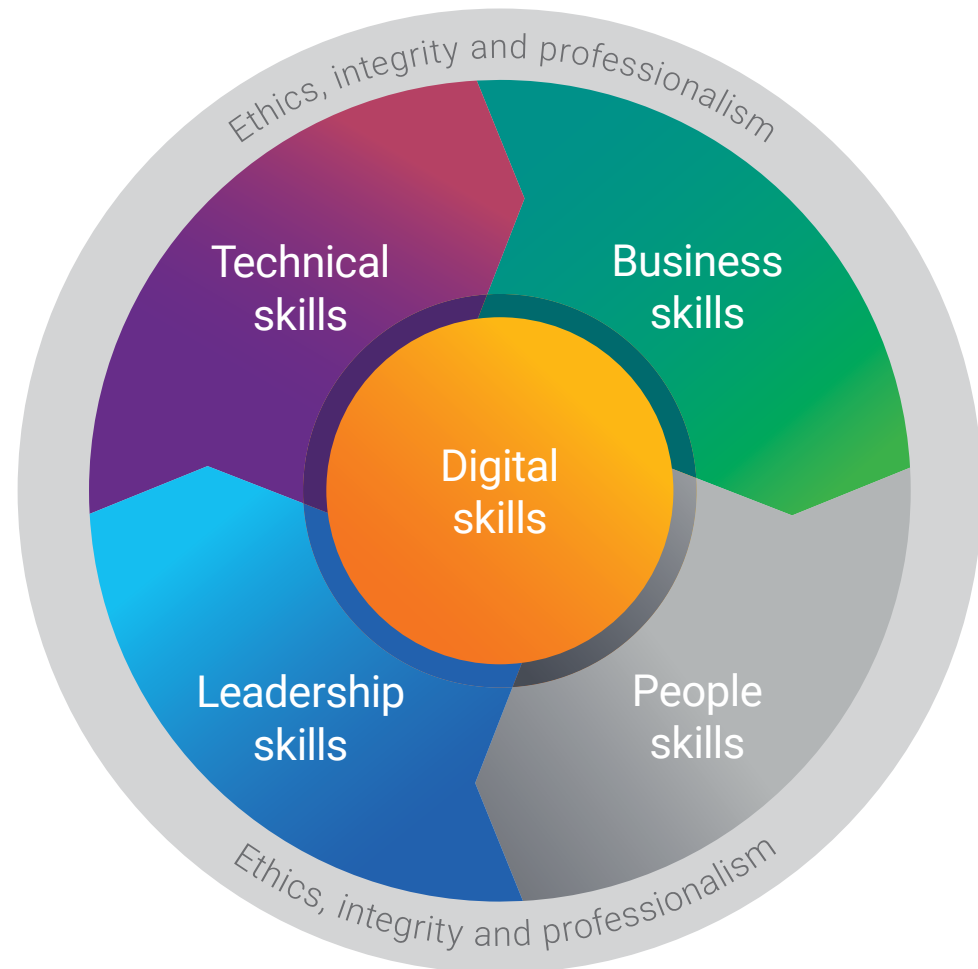 Ethics, integrity and professionalism
Technical
skills
Business
skills
Digital
skills
Leadership
skills
People
skills
Ethics, integrity and professionalism